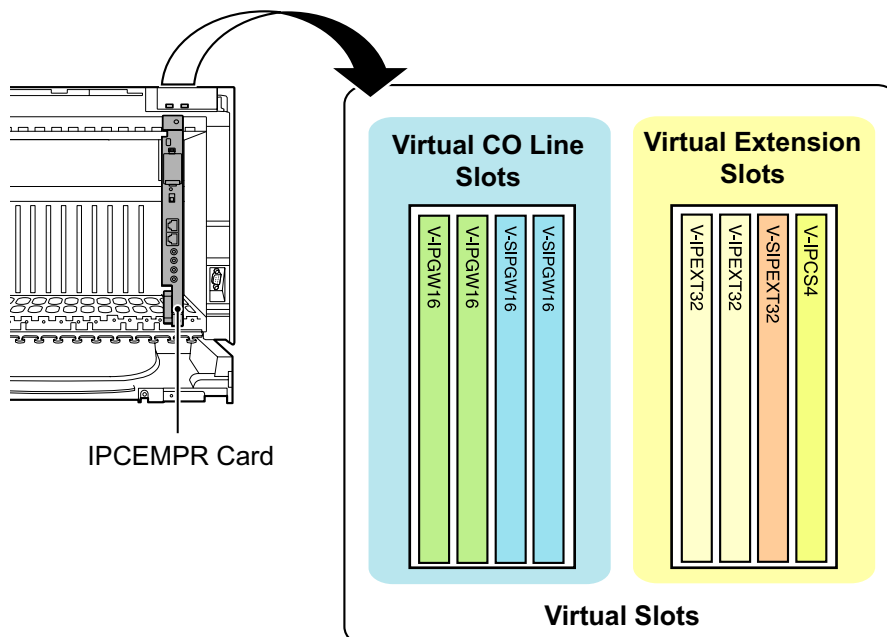 Virtual CO Line
Slots
Virtual Extension
Slots
V-IPGW16
V-IPGW16
V-SIPGW16
V-SIPGW16
V-IPEXT32
V-IPEXT32
V-SIPEXT32
V-IPCS4
IPCEMPR Card
Virtual Slots